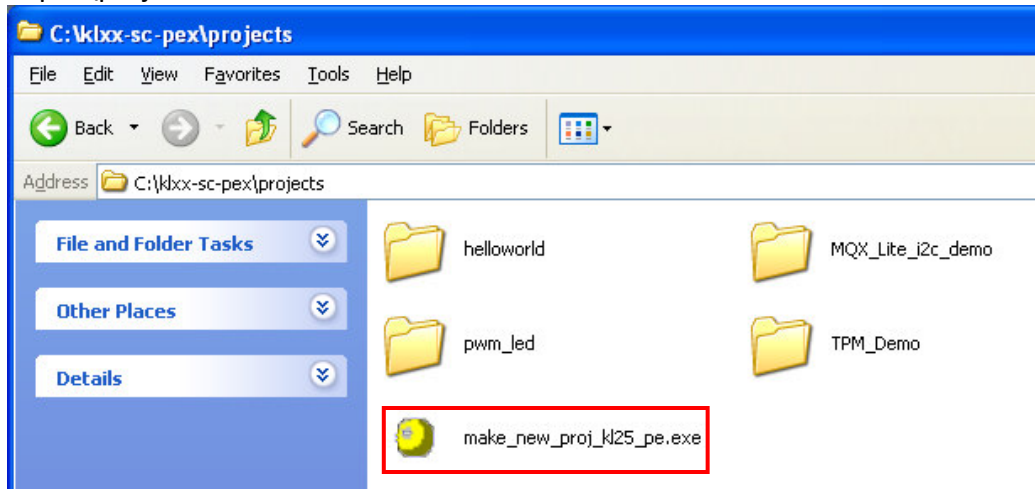 C:\klxx-sc-pex\projects
File Edit View Favorites Tools Help
Back Search Folders
Address C:\klxx-sc-pex\projects
File and Folder Tasks
Other Places
Details
helloworld
MQX_Lite_i2c_demo
pwm_led
TPM_Demo
make_new_proj_kl25_pe.exe